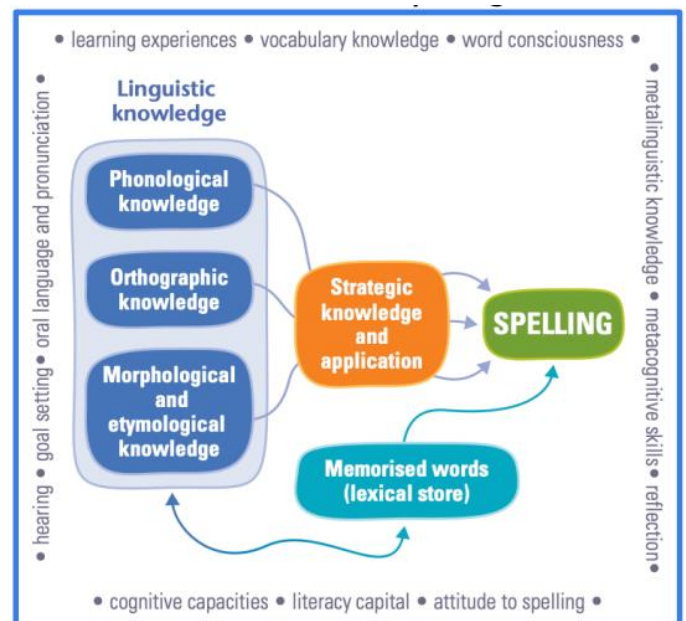 • learning experiences • vocabulary knowledge • word consciousness •
• hearing • goal setting • oral language and pronunciation •
Linguistic
knowledge
Phonological
knowledge
Orthographic
knowledge
Morphological
and
etymological
knowledge
Strategic
knowledge
and
application
SPELLING
Memorised words
(lexical store)
• metalinguistic knowledge • metacognitive skills • reflection •
• cognitive capacities • literacy capital • attitude to spelling •